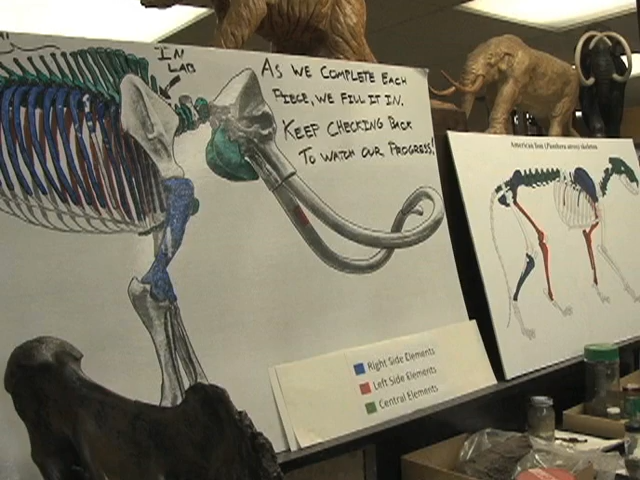 IN
LAB
AS WE COMPLETE EACH
PIECE, WE FILL IT IN.
KEEP CHECKING BACK
TO WATCH OUR PROGRESS!
American lion (Panthera atrox) skeleton
Right Side Elements
Left Side Elements
Central Elements